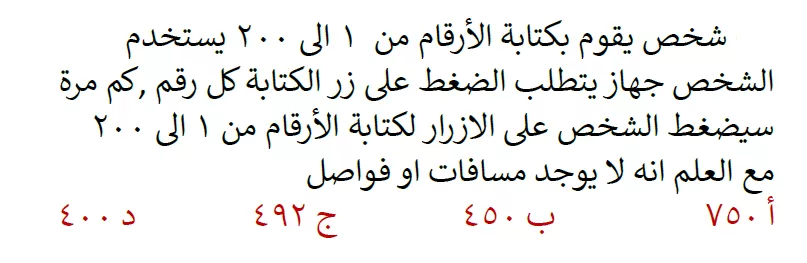 شخص يقوم بكتابة الأرقام من ١ الى ٢٠٠ يستخدم
الشخص جهاز يتطلب الضغط على زر الكتابة كل رقم ,كم مرة
سيضغط الشخص على الازرار لكتابة الأرقام من ١ الى ٢٠٠
مع العلم انه لا يوجد مسافات او فواصل
أ ٧٥٠ ب ٤٥٠ ج ٤٩٢ د ٤٠٠